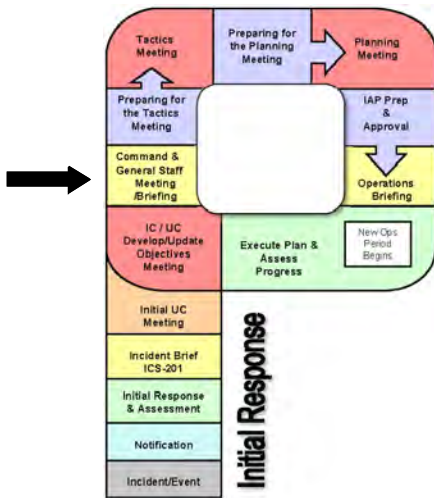 Tactics
Meeting
Preparing for
the Planning
Meeting
Planning
Meeting
Preparing for
the Tactics
Meeting
IAP Prep
&
Approval
Command &
General Staff
Meeting
/Briefing
Operations
Briefing
IC / UC
Develop/Update
Objectives
Meeting
Execute Plan &
Assess
Progress
New Ops
Period
Begins
Initial UC
Meeting
Incident Brief
ICS-201
Initial Response
& Assessment
Notification
Incident/Event
Initial Response